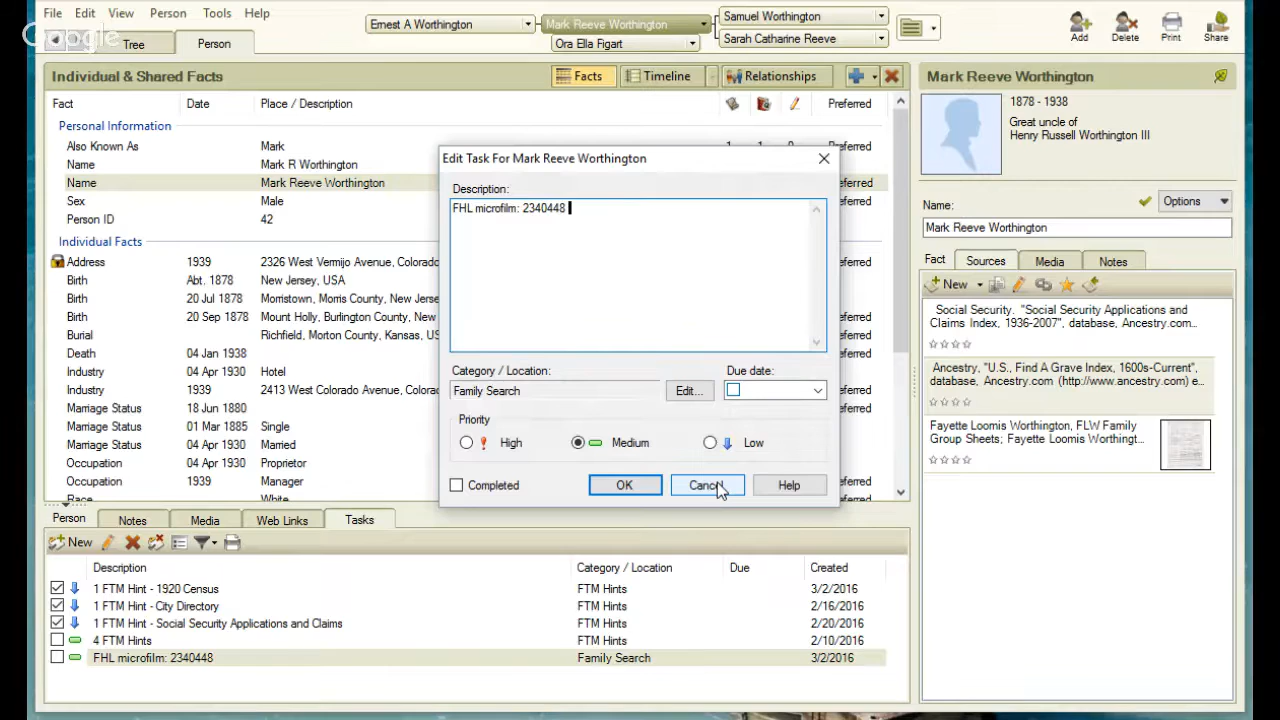 File Edit View Person Tools Help
Google
Tree Person
Ernest A Worthington
Mark Reeve Worthington
Ora Ella Figart
Samuel Worthington
Sarah Catharine Reeve
Add Delete Print Share
Individual & Shared Facts
Facts Timeline Relationships
Fact Date Place / Description Preferred
Personal Information
Also Known As Mark
Name Mark R Worthington
Name Mark Reeve Worthington
Sex Male
Person ID 42
Individual Facts
Address 1939 2326 West Vermijo Avenue, Colorado
Birth Abt. 1878 New Jersey, USA
Birth 20 Jul 1878 Morristown, Morris County, New Jerse
Birth 20 Sep 1878 Mount Holly, Burlington County, New
Burial Richfield, Morton County, Kansas, US
Death 04 Jan 1938
Industry 04 Apr 1930 Hotel
Industry 1939 2413 West Colorado Avenue, Colorad
Marriage Status 18 Jun 1880
Marriage Status 01 Mar 1885 Single
Marriage Status 04 Apr 1930 Married
Occupation 04 Apr 1930 Proprietor
Occupation 1939 Manager
Race White
Edit Task For Mark Reeve Worthington
Description:
FHL microfilm: 2340448
Category / Location:
Family Search
Edit...
Due date:
Priority
High Medium Low
Completed
OK Cancel Help
Person Notes Media Web Links Tasks
New
Description Category / Location Due Created
1 FTM Hint - 1920 Census FTM Hints 3/2/2016
1 FTM Hint - City Directory FTM Hints 2/16/2016
1 FTM Hint - Social Security Applications and Claims FTM Hints 2/20/2016
4 FTM Hints FTM Hints 2/10/2016
FHL microfilm: 2340448 Family Search 3/2/2016
Mark Reeve Worthington
1878 - 1938
Great uncle of
Henry Russell Worthington III
Name:
Options
Mark Reeve Worthington
Fact Sources Media Notes
New
Social Security. "Social Security Applications and
Claims Index, 1936-2007", database, Ancestry.com...
Ancestry, "U.S., Find A Grave Index, 1600s-Current",
database, Ancestry.com (http://www.ancestry.com) e...
Fayette Loomis Worthington, FLW Family
Group Sheets; Fayette Loomis Worthingt...